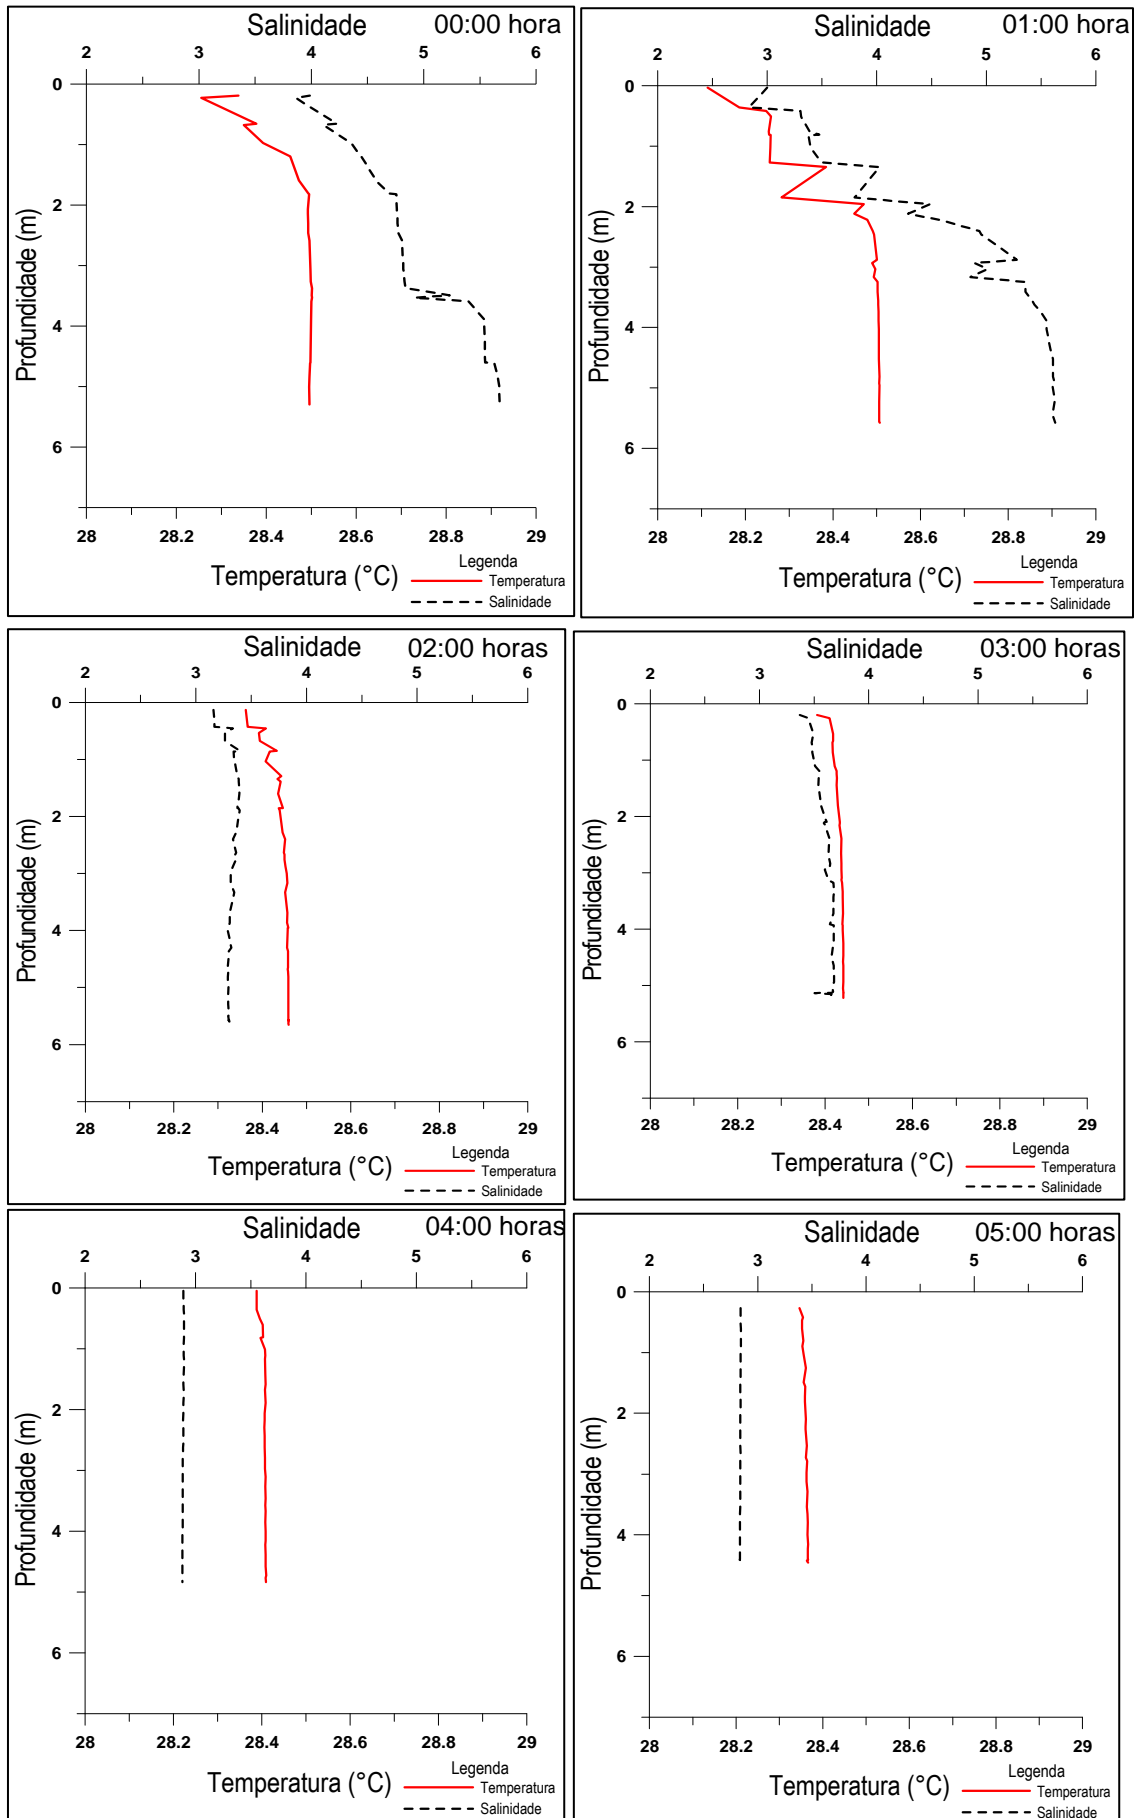 Salinidade 00:00 hora
2 3 4 5 6
0
2
4
6
Profundidade (m)
28 28.2 28.4 28.6 28.8 29
Temperatura (°C)
Legenda
Temperatura
Salinidade
Salinidade 01:00 hora
2 3 4 5 6
0
2
4
6
Profundidade (m)
28 28.2 28.4 28.6 28.8 29
Temperatura (°C)
Legenda
Temperatura
Salinidade
Salinidade 02:00 horas
2 3 4 5 6
0
2
4
6
Profundidade (m)
28 28.2 28.4 28.6 28.8 29
Temperatura (°C)
Legenda
Temperatura
Salinidade
Salinidade 03:00 horas
2 3 4 5 6
0
2
4
6
Profundidade (m)
28 28.2 28.4 28.6 28.8 29
Temperatura (°C)
Legenda
Temperatura
Salinidade
Salinidade 04:00 horas
2 3 4 5 6
0
2
4
6
Profundidade (m)
28 28.2 28.4 28.6 28.8 29
Temperatura (°C)
Legenda
Temperatura
Salinidade
Salinidade 05:00 horas
2 3 4 5 6
0
2
4
6
Profundidade (m)
28 28.2 28.4 28.6 28.8 29
Temperatura (°C)
Legenda
Temperatura
Salinidade